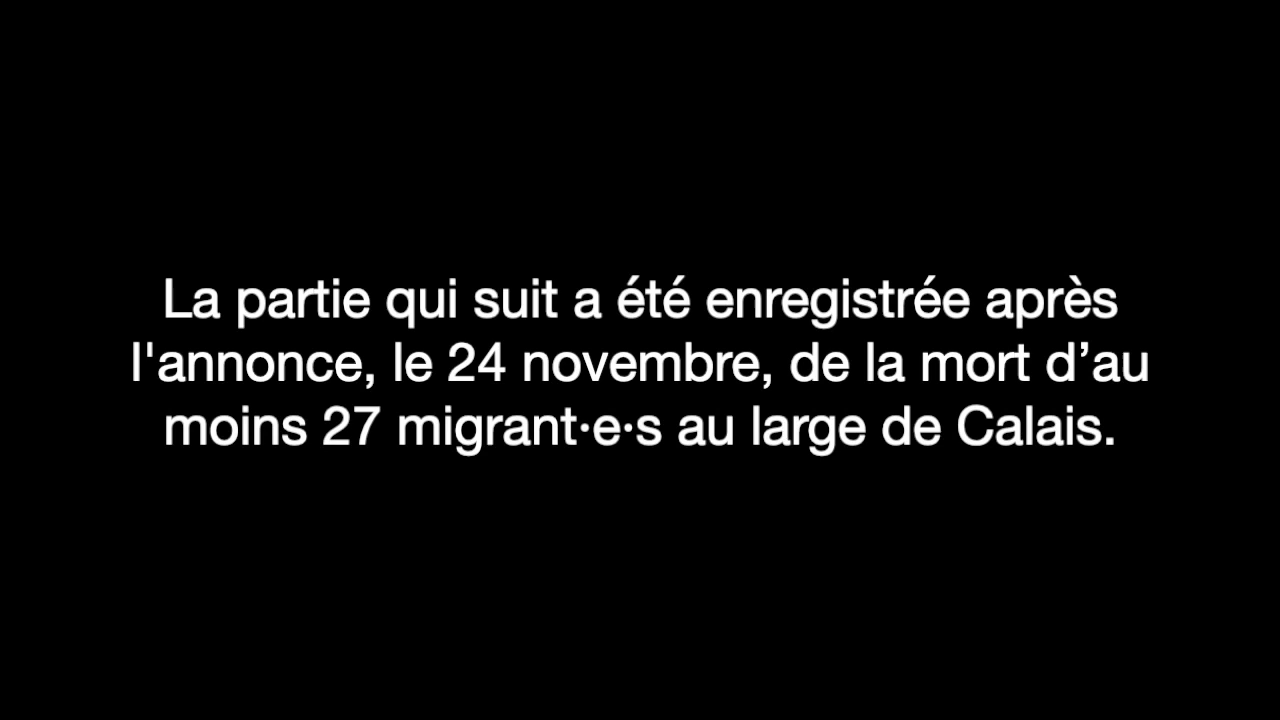 La partie qui suit a été enregistrée après
l'annonce, le 24 novembre, de la mort d’au
moins 27 migrant·e·s au large de Calais.